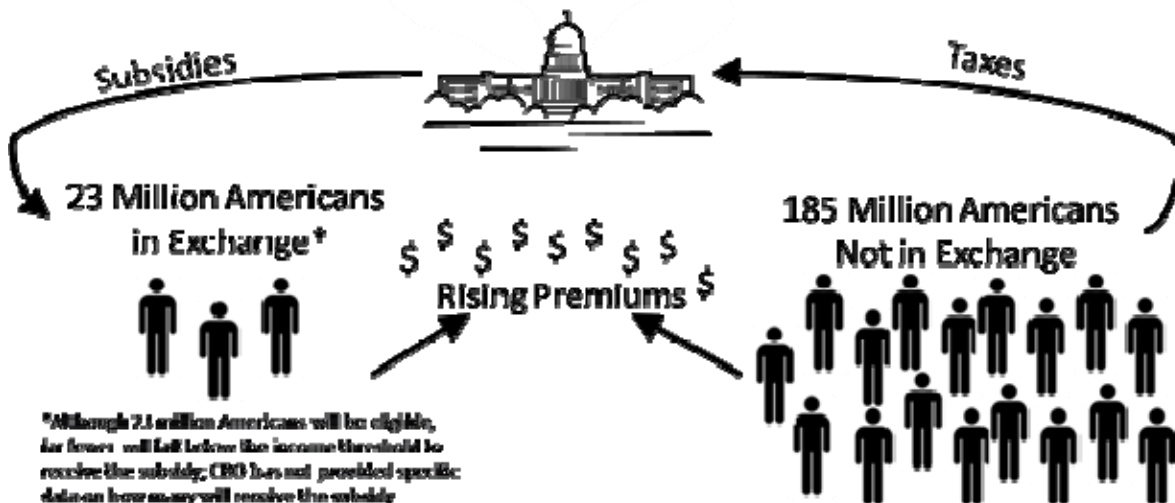 Subsidies
Taxes
23 Million Americans
in Exchange*
185 Million Americans
Not in Exchange
$ $ $ $ $ $ $ $ $
Rising Premiums
*Although 23 million Americans will be eligible,
far fewer will fall below the income threshold to
receive the subsidy; CBO has not provided specific
data on how many will receive the subsidy